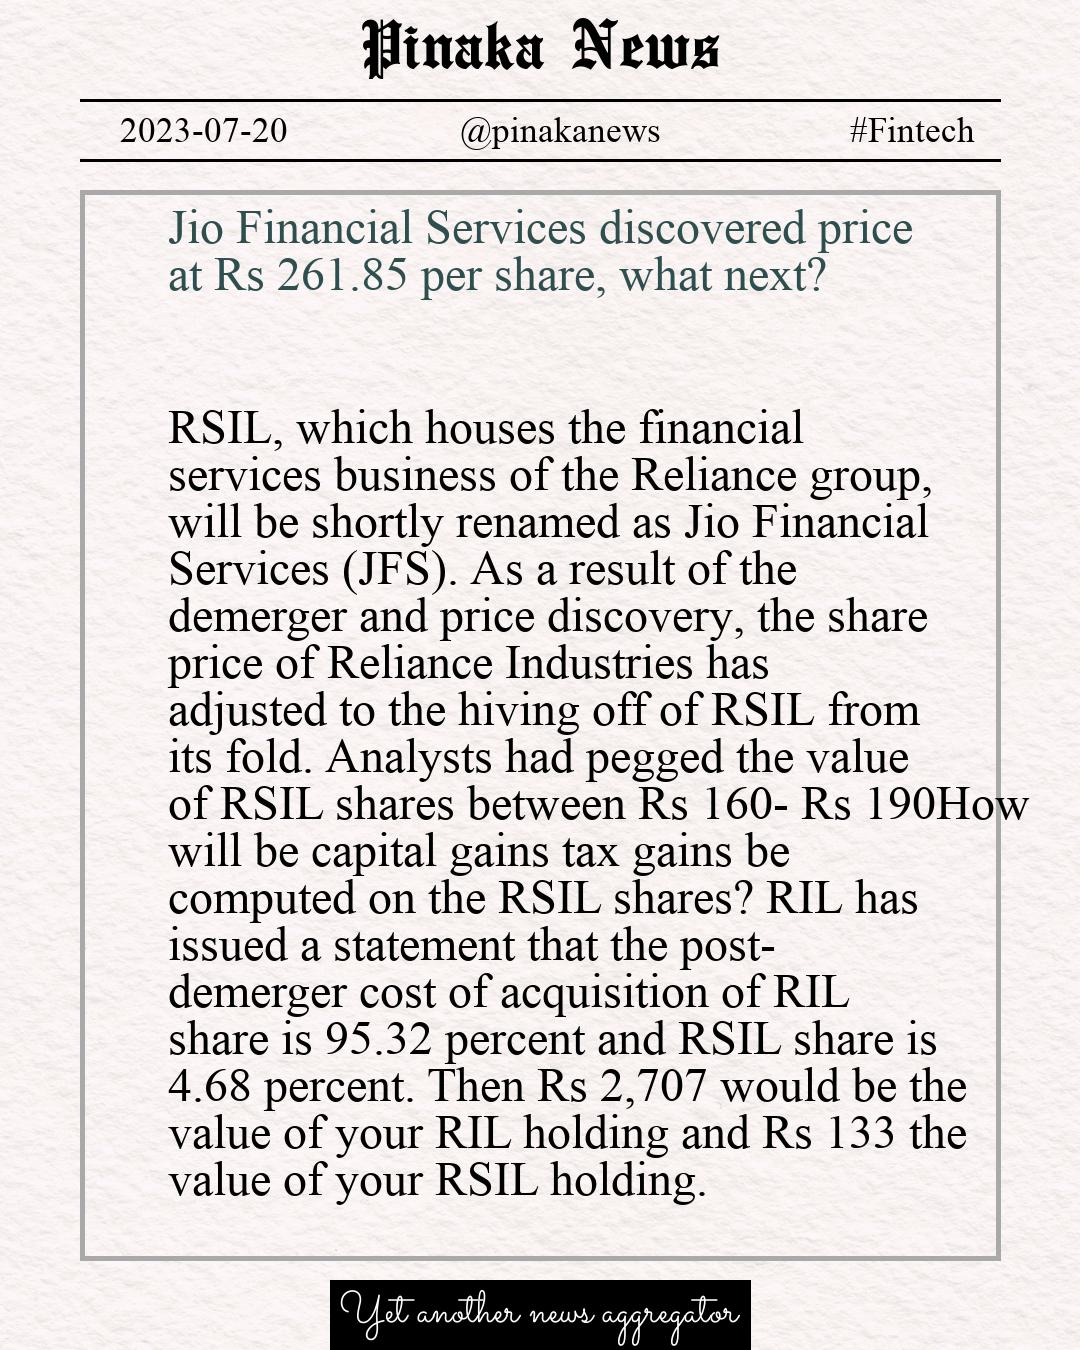 Pinaka News
2023-07-20 @pinakanews #Fintech
Jio Financial Services discovered price
at Rs 261.85 per share, what next?
RSIL, which houses the financial
services business of the Reliance group,
will be shortly renamed as Jio Financial
Services (JFS). As a result of the
demerger and price discovery, the share
price of Reliance Industries has
adjusted to the hiving off of RSIL from
its fold. Analysts had pegged the value
of RSIL shares between Rs 160- Rs 190How
will be capital gains tax gains be
computed on the RSIL shares? RIL has
issued a statement that the post-
demerger cost of acquisition of RIL
share is 95.32 percent and RSIL share is
4.68 percent. Then Rs 2,707 would be the
value of your RIL holding and Rs 133 the
value of your RSIL holding.
Yet another news aggregator